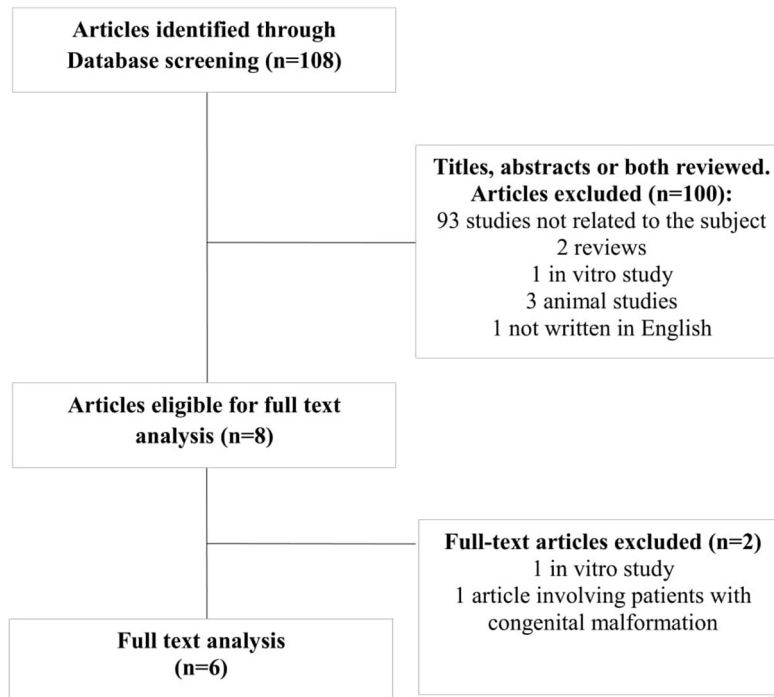 Articles identified through
Database screening (n=108)
Titles, abstracts or both reviewed.
Articles excluded (n=100):
93 studies not related to the subject
2 reviews
1 in vitro study
3 animal studies
1 not written in English
Articles eligible for full text
analysis (n=8)
Full-text articles excluded (n=2)
1 in vitro study
1 article involving patients with
congenital malformation
Full text analysis
(n=6)